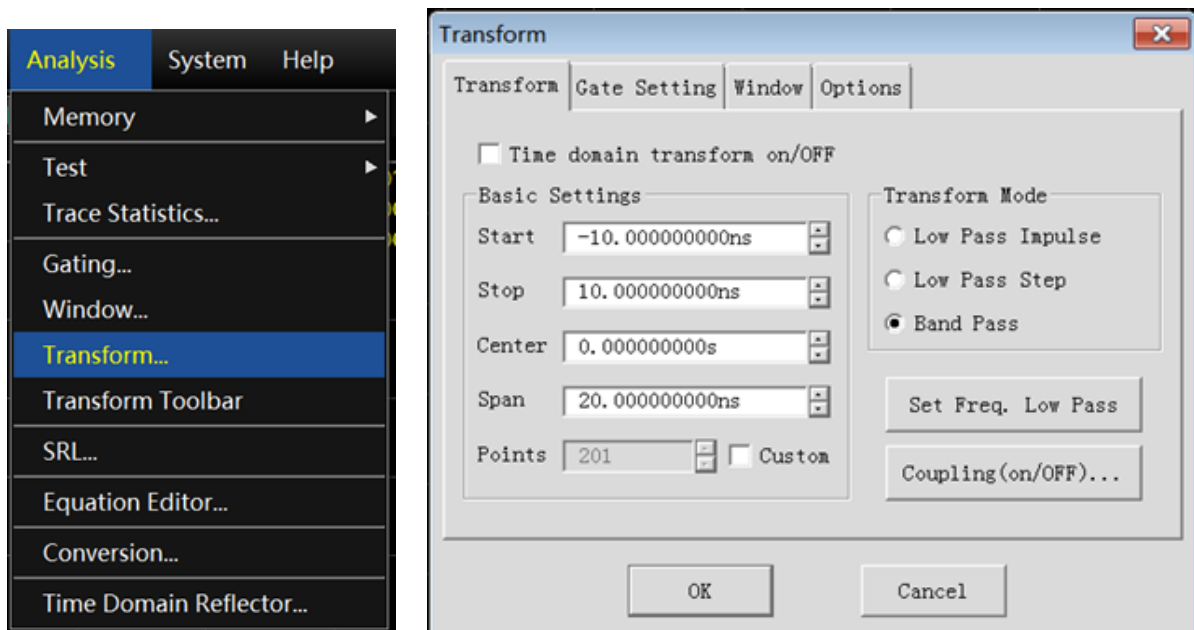 Analysis System Help
Memory
Test
Trace Statistics...
Gating...
Window...
Transform...
Transform Toolbar
SRL...
Equation Editor...
Conversion...
Time Domain Reflector...
Transform
Transform Gate Setting Window Options
Time domain transform on/OFF
Basic Settings
Start -10.000000000ns
Stop 10.000000000ns
Center 0.000000000s
Span 20.000000000ns
Points 201 Custom
Transform Mode
Low Pass Impulse
Low Pass Step
Band Pass
Set Freq. Low Pass
Coupling(on/OFF)...
OK Cancel